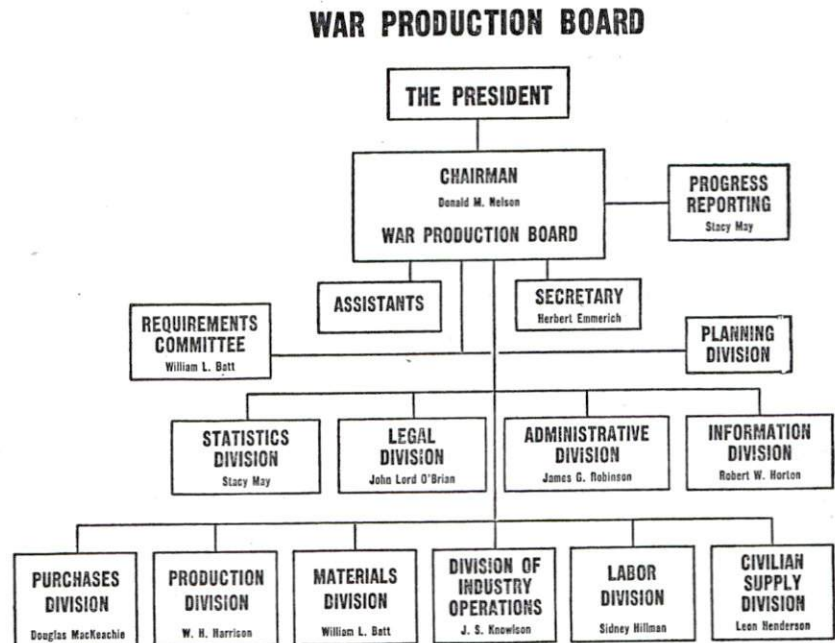 WAR PRODUCTION BOARD
THE PRESIDENT
CHAIRMAN
Donald M. Nelson
WAR PRODUCTION BOARD
PROGRESS
REPORTING
Stacy May
ASSISTANTS
SECRETARY
Herbert Emmerich
REQUIREMENTS
COMMITTEE
William L. Batt
PLANNING
DIVISION
STATISTICS
DIVISION
Stacy May
LEGAL
DIVISION
John Lord O'Brian
ADMINISTRATIVE
DIVISION
James G. Robinson
INFORMATION
DIVISION
Robert W. Horton
PURCHASES
DIVISION
Douglas MacKeachie
PRODUCTION
DIVISION
W. H. Harrison
MATERIALS
DIVISION
William L. Batt
DIVISION OF
INDUSTRY
OPERATIONS
J. S. Knowlson
LABOR
DIVISION
Sidney Hillman
CIVILIAN
SUPPLY
DIVISION
Leon Henderson